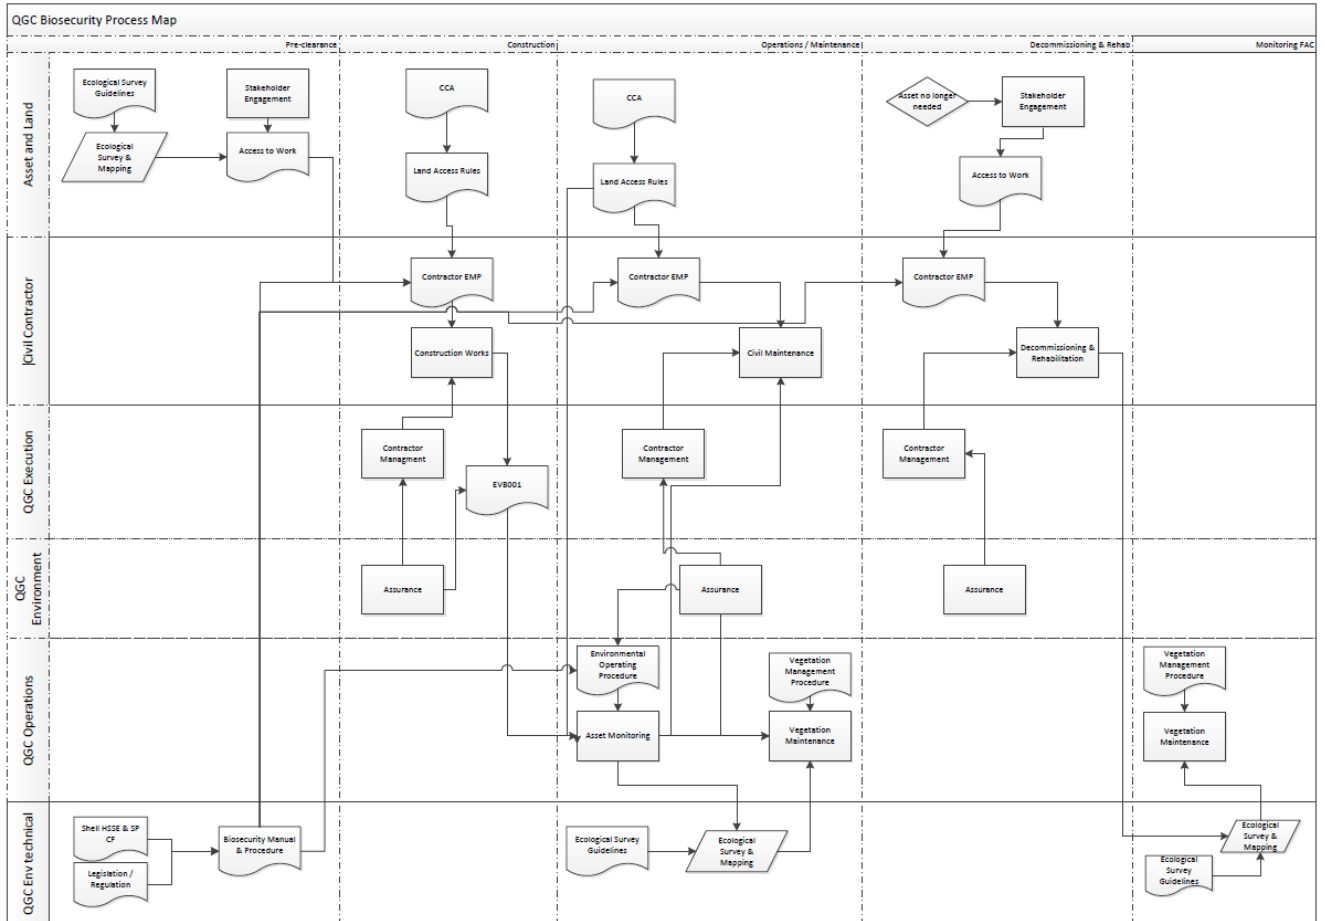 QGC Biosecurity Process Map
Pre-clearance
Construction
Operations / Maintenance
Decommissioning & Rehab
Monitoring FAC
Asset and Land
Ecological Survey
Guidelines
Stakeholder
Engagement
Ecological
Survey &
Mapping
Access to Work
CCA
Land Access Rules
CCA
Land Access Rules
Asset no longer
needed
Stakeholder
Engagement
Access to Work
Civil Contractor
Contractor EMP
Construction Works
Contractor EMP
Civil Maintenance
Contractor EMP
Decommissioning &
Rehabilitation
QGC Execution
Contractor
Managment
EVB001
Contractor
Management
Contractor
Management
QGC
Environment
Assurance
Assurance
Assurance
QGC Operations
Environmental
Operating
Procedure
Asset Monitoring
Vegetation
Management
Procedure
Vegetation
Maintenance
Vegetation
Management
Procedure
Vegetation
Maintenance
QGC Env technical
Shell HSSE & SP
CF
Legislation /
Regulation
Biosecurity Manual
& Procedure
Ecological Survey
Guidelines
Ecological
Survey &
Mapping
Ecological
Survey &
Mapping
Ecological
Survey
Guidelines